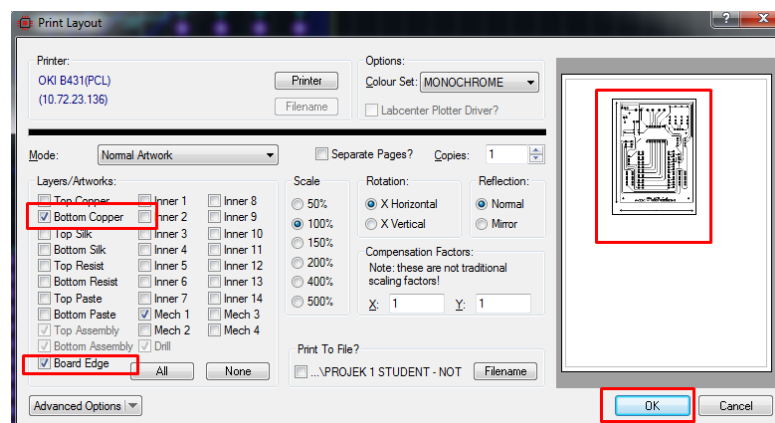 Print Layout
?
X
Printer:
OKI B431(PCL)
(10.72.23.136)
Printer
Filename
Options:
Colour Set: MONOCHROME
Labcenter Plotter Driver?
Mode: Normal Artwork
Separate Pages?
Copies: 1
Layers/Artworks:
Top Copper
Bottom Copper
Top Silk
Bottom Silk
Top Resist
Bottom Resist
Top Paste
Bottom Paste
Top Assembly
Bottom Assembly
Board Edge
Inner 1
Inner 2
Inner 3
Inner 4
Inner 5
Inner 6
Inner 7
Mech 1
Mech 2
Drill
Inner 8
Inner 9
Inner 10
Inner 11
Inner 12
Inner 13
Inner 14
Mech 3
Mech 4
All
None
Scale
50%
100%
150%
200%
400%
500%
Rotation:
X Horizontal
X Vertical
Reflection:
Normal
Mirror
Compensation Factors:
Note: these are not traditional
scaling factors!
X: 1
Y: 1
Print To File?
...\PROJEK 1 STUDENT - NOT
Filename
Advanced Options
OK
Cancel